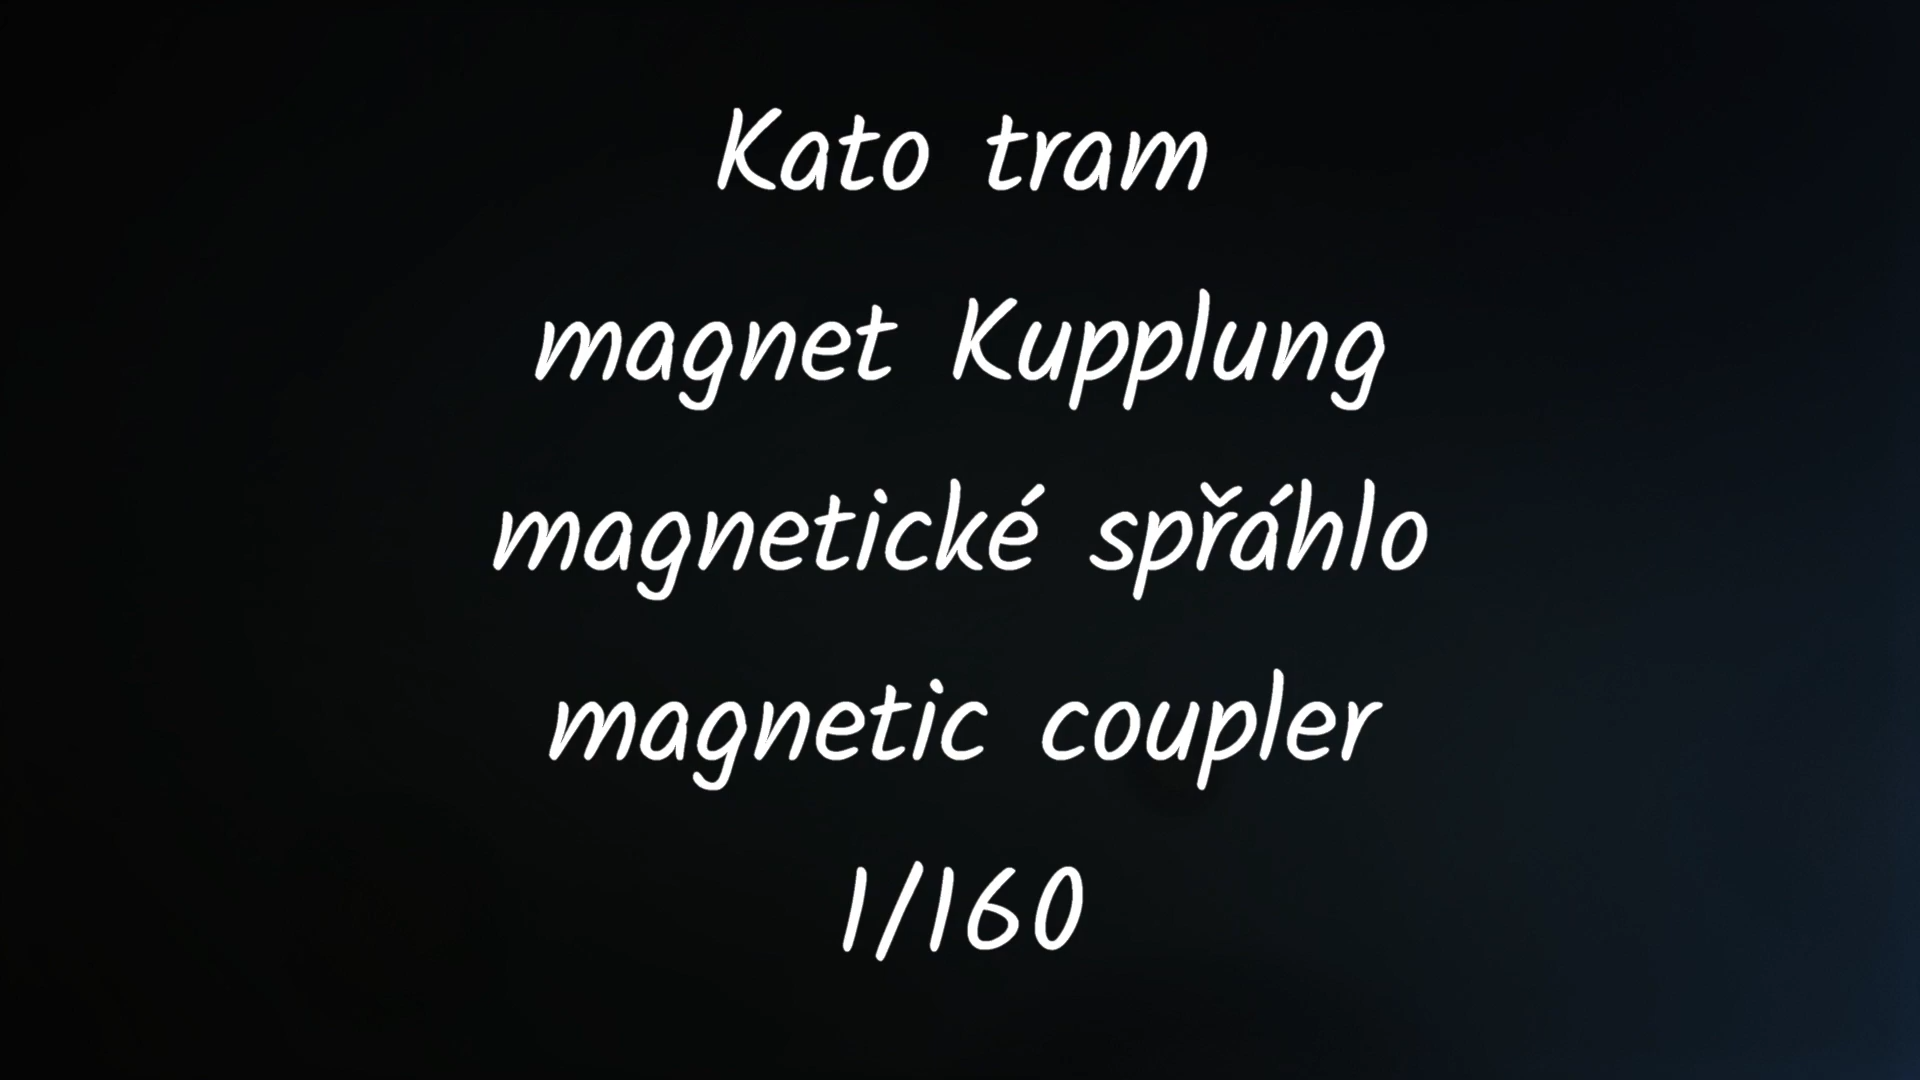 Kato tram
magnet Kupplung
magnetické spřáhlo
magnetic coupler
1/160